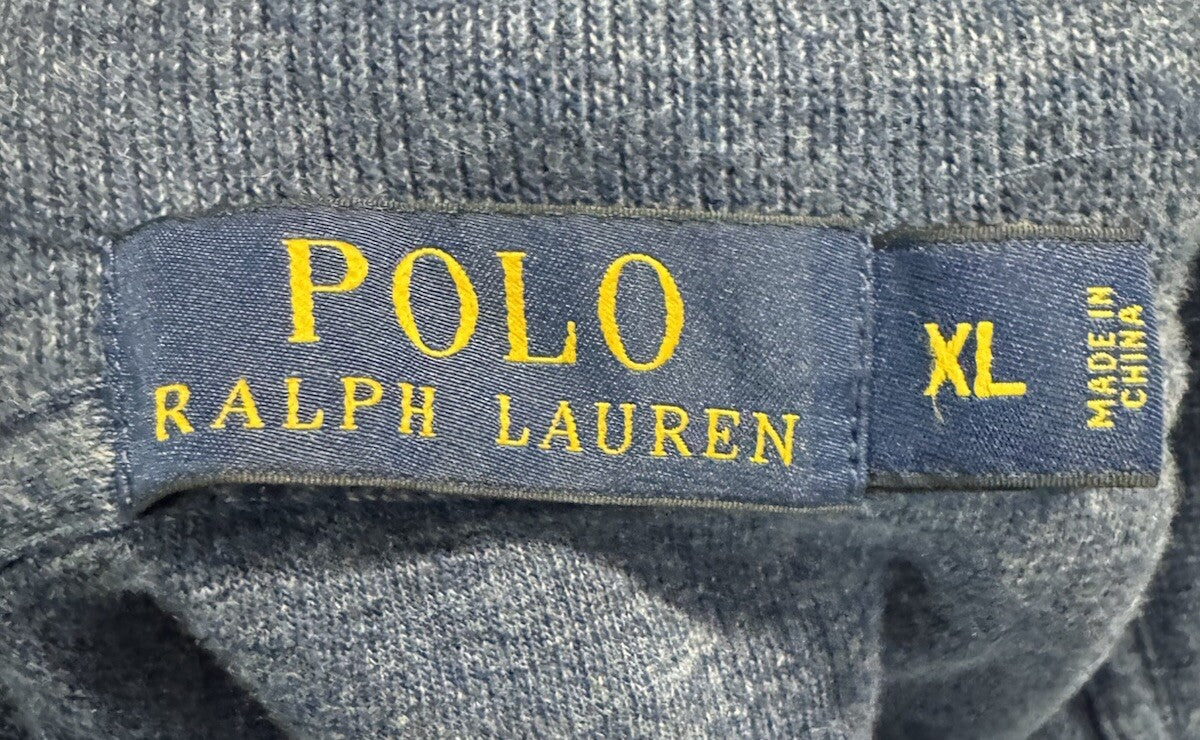 POLO
RALPH LAUREN
XL
MADE IN
CHINA